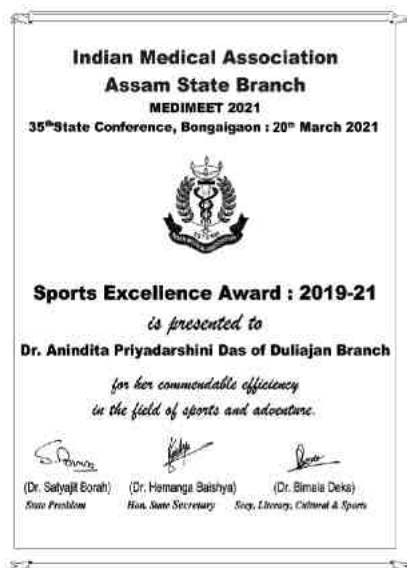 Indian Medical Association
Assam State Branch
MEDIMEET 2021
35th State Conference, Bongaigaon : 20th March 2021
Sports Excellence Award : 2019-21
is presented to
Dr. Anindita Priyadarshini Das of Duliajan Branch
for her commendable efficiency
in the field of sports and adventure.
(Dr. Satyajit Borah) (Dr. Hemanga Baishya) (Dr. Bimala Deka)
State President Hon. State Secretary Secy, Literary, Cultural & Sports